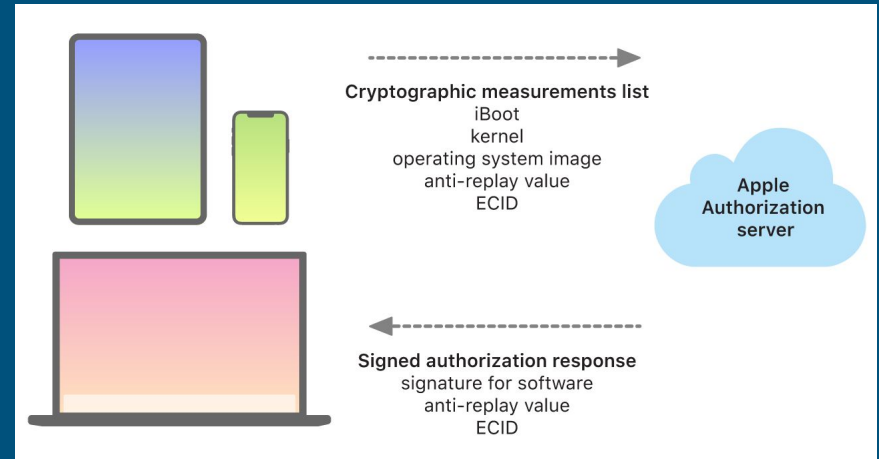 Cryptographic measurements list
iBoot
kernel
operating system image
anti-replay value
ECID
Apple
Authorization
server
Signed authorization response
signature for software
anti-replay value
ECID